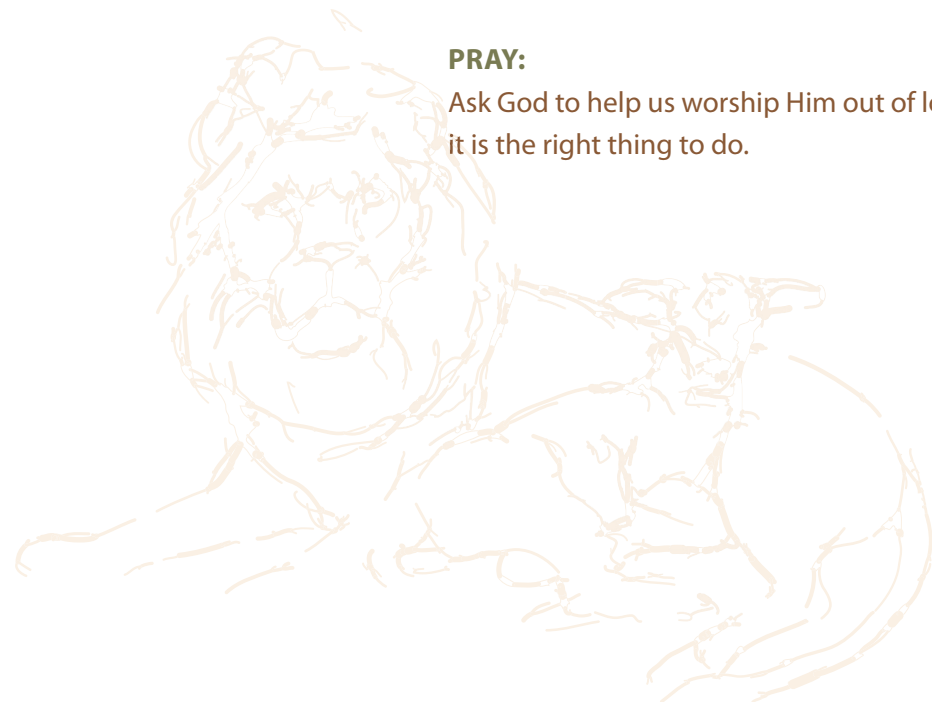 PRAY:
Ask God to help us worship Him out of
it is the right thing to do.